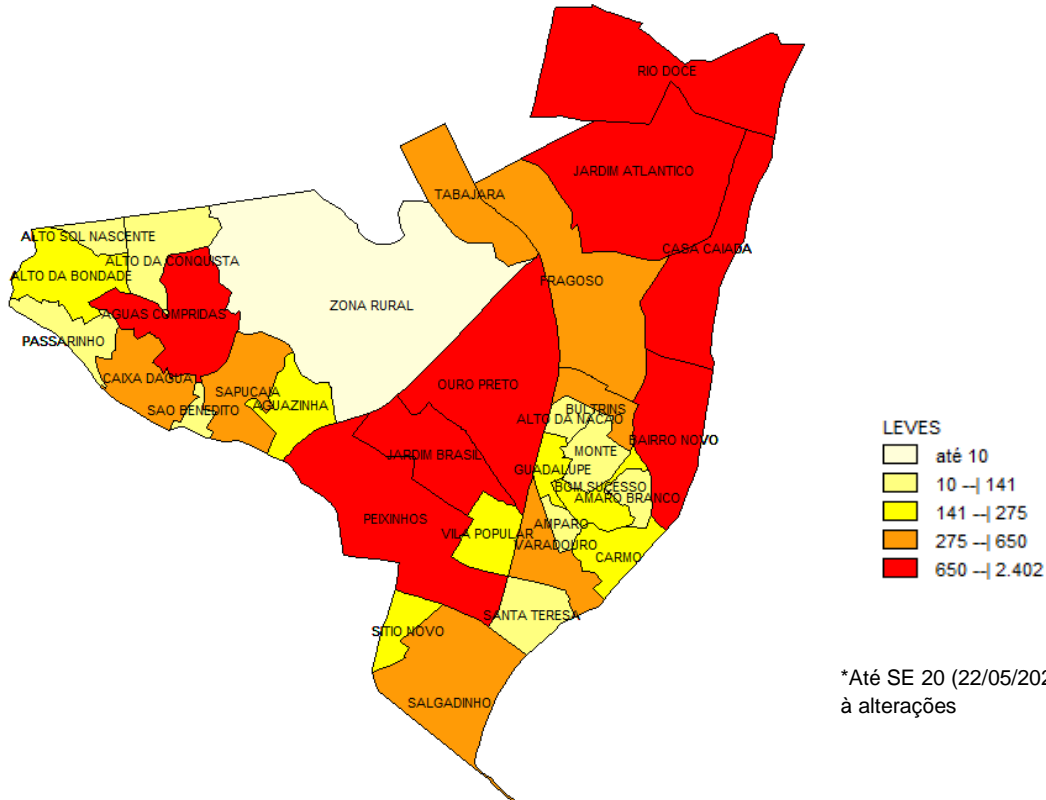 RIO DOCE
JARDIM ATLANTICO
TABAJARA
ALTO SOL NASCENTE
CASA CAIADA
ALTO DA CONQUISTA
ALTO DA BONDADE
FRAGOSO
ZONA RURAL
AGUAS COMPRIDAS
PASSARINHO
CAIXA DAGUA
OURO PRETO
SAPUCAIA
AGUAZINHA
SAO BENEDITO
BULTRINS
ALTO DA NACAO
BAIRRO NOVO
MONTE
JARDIM BRASIL
GUADALUPE
BOM SUCESSO
AMARO BRANCO
PEIXINHOS
AMPARO
VILA POPULAR
VARADOURO
CARMO
SANTA TERESA
SITIO NOVO
SALGADINHO
LEVES
até 10
10 --| 141
141 --| 275
275 --| 650
650 --| 2.402
*Até SE 20 (22/05/202
à alterações